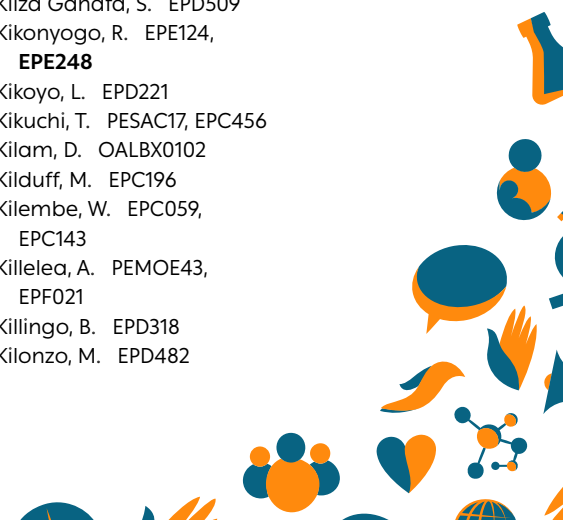 Kiiza Ganafa, S. EPD509
Kikonyogo, R. EPE124,
EPE248
Kikoyo, L. EPD221
Kikuchi, T. PESAC17, EPC456
Kilam, D. OALBX0102
Kilduff, M. EPC196
Kilembe, W. EPC059,
EPC143
Killelea, A. PEMOE43,
EPF021
Killingo, B. EPD318
Kilonzo, M. EPD482